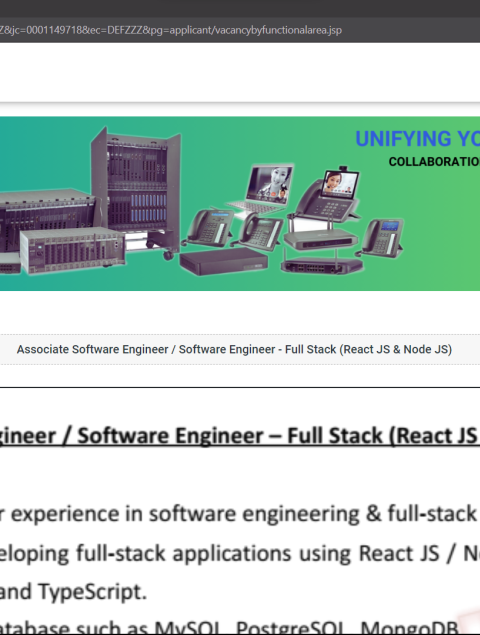 Z&jc=0001149718&ec=DEFZZZ&pg=applicant/vacancybyfunctionalarea.jsp
UNIFYING YO
COLLABORATIO
Associate Software Engineer / Software Engineer - Full Stack (React JS & Node JS)
gineer / Software Engineer – Full Stack (React JS
r experience in software engineering & full-stack
eloping full-stack applications using React JS / N
and TypeScript.
atabase such as MySQL, PostgreSQL, MongoDB